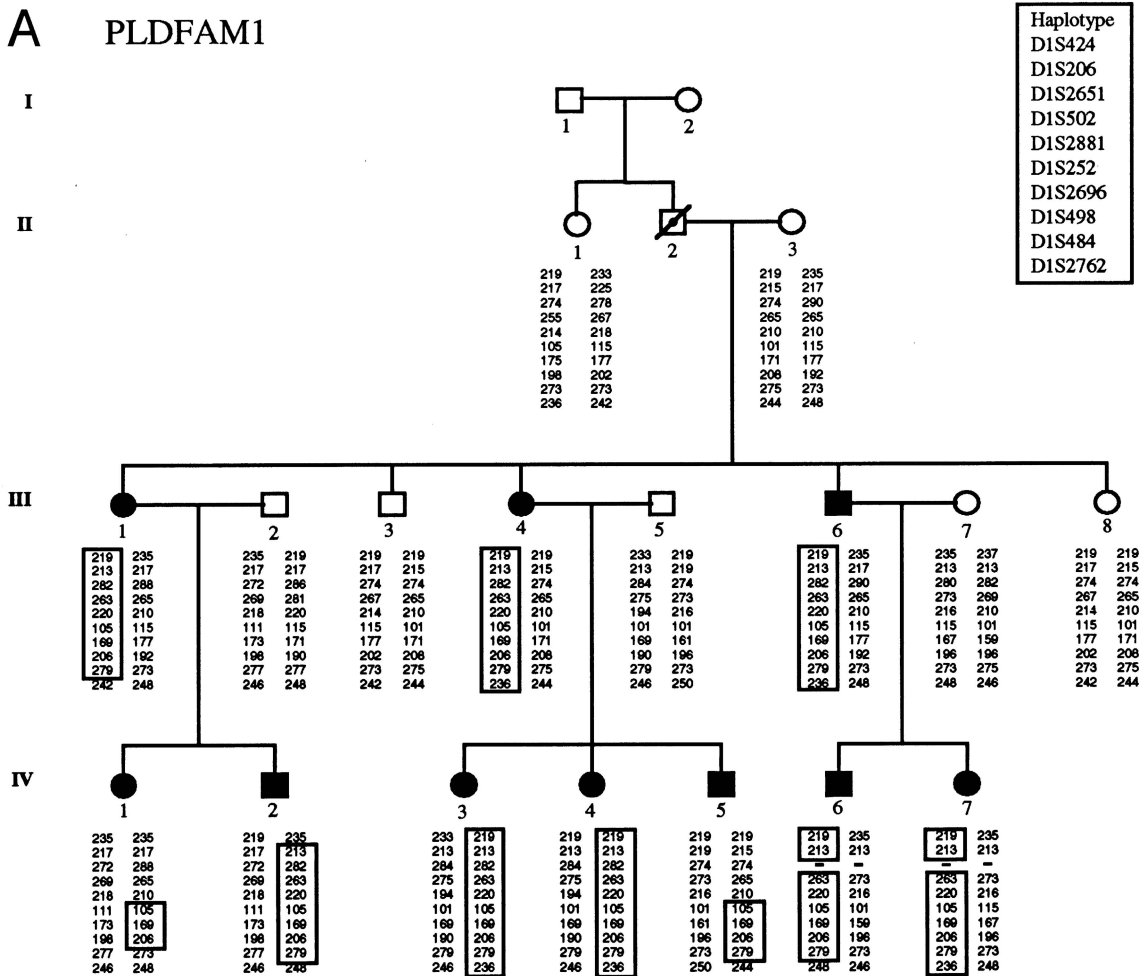 A PLDFAM1
Haplotype
D1S424
D1S206
D1S2651
D1S502
D1S2881
D1S252
D1S2696
D1S498
D1S484
D1S2762
I
1 2
II
1 2 3
219 233 219 235
217 225 215 217
274 278 274 290
255 267 265 265
214 218 210 210
105 115 101 115
175 177 171 177
198 202 208 192
273 273 275 273
236 242 244 248
III
1 2 3 4 5 6 7 8
219 235 235 219 219 219 219 219 233 219 219 235 235 237 219 219
213 217 217 217 217 215 213 215 213 219 213 217 213 213 217 215
282 288 272 286 274 274 282 274 284 274 282 290 280 282 274 274
263 265 269 281 267 265 263 265 275 273 263 265 273 269 267 265
220 210 218 220 214 210 220 210 194 216 220 210 216 210 214 210
105 115 111 115 115 101 105 101 101 101 105 115 115 101 115 101
169 177 173 171 177 171 169 171 169 161 169 177 167 159 177 171
206 192 198 190 202 208 206 208 190 196 206 192 196 196 202 208
279 273 277 277 273 275 279 275 279 273 279 273 273 275 273 275
242 248 246 248 242 244 236 244 246 250 236 248 248 246 242 244
IV
1 2 3 4 5 6 7
235 235 219 235 233 219 219 219 219 219 219 235 219 235
217 217 217 213 213 213 213 213 219 215 213 213 213 213
272 288 272 282 284 282 284 282 274 274 - - - -
269 265 269 263 275 263 275 263 273 265 263 273 263 273
218 210 218 220 194 220 194 220 216 210 220 216 220 216
111 105 111 105 101 105 101 105 101 105 105 101 105 115
173 169 173 169 169 169 169 169 161 169 169 159 169 167
198 206 198 206 190 206 190 206 196 206 206 196 206 196
277 273 277 279 279 279 279 279 273 279 279 273 279 273
246 248 246 248 246 236 246 236 250 244 248 246 236 248